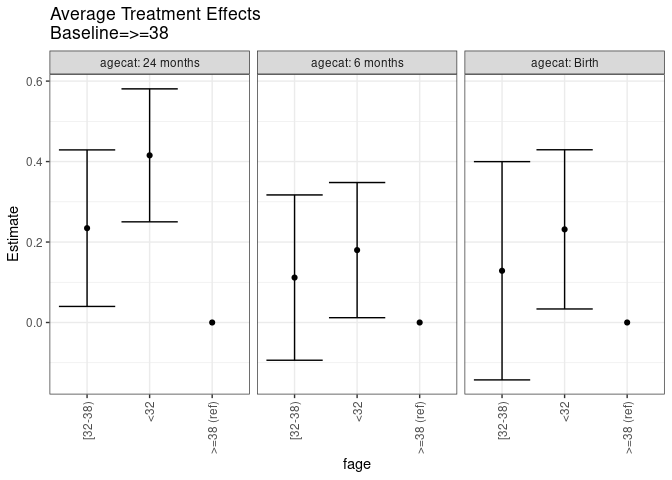 Average Treatment Effects
Baseline=>=38
agecat: 24 months
agecat: 6 months
agecat: Birth
Estimate
0.6
0.4
0.2
0.0
[32-38)
<32
>=38 (ref)
[32-38)
<32
>=38 (ref)
[32-38)
<32
>=38 (ref)
fage